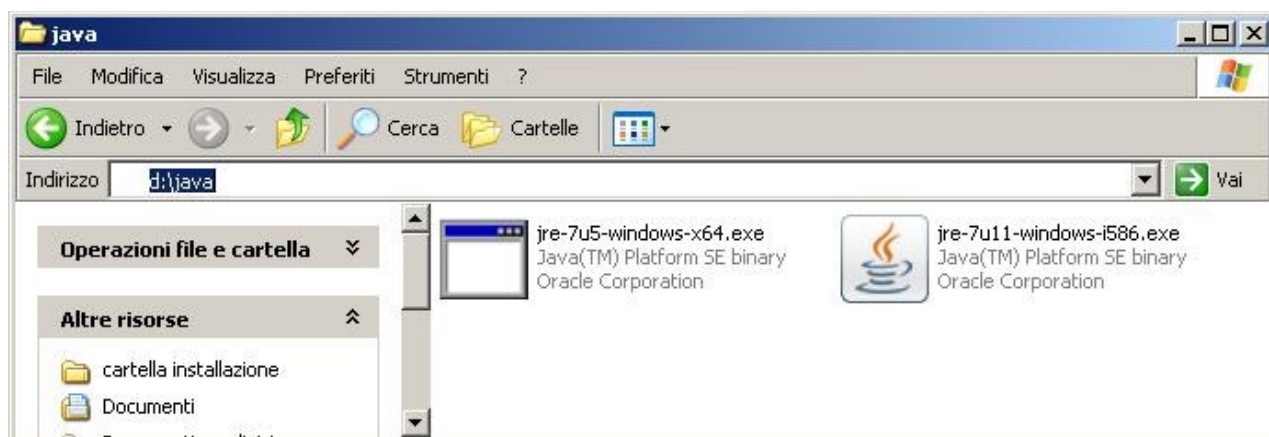 java
File Modifica Visualizza Preferiti Strumenti ?
Indietro Cerca Cartelle
Indirizzo d:\java Vai
Operazioni file e cartella
Altre risorse
cartella installazione
Documenti
jre-7u5-windows-x64.exe
Java(TM) Platform SE binary
Oracle Corporation
jre-7u11-windows-i586.exe
Java(TM) Platform SE binary
Oracle Corporation